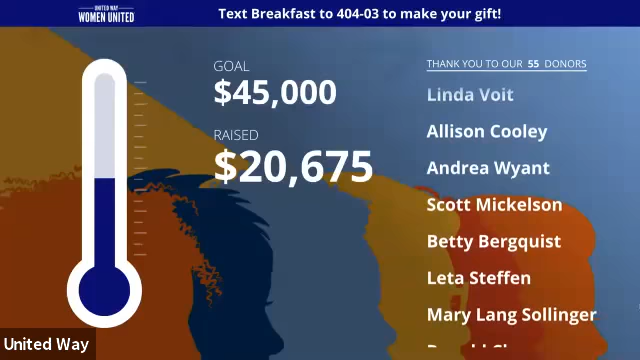 UNITED WAY
WOMEN UNITED
Text Breakfast to 404-03 to make your gift!
GOAL
$45,000
RAISED
$20,675
THANK YOU TO OUR 55 DONORS
Linda Voit
Allison Cooley
Andrea Wyant
Scott Mickelson
Betty Bergquist
Leta Steffen
Mary Lang Sollinger
United Way